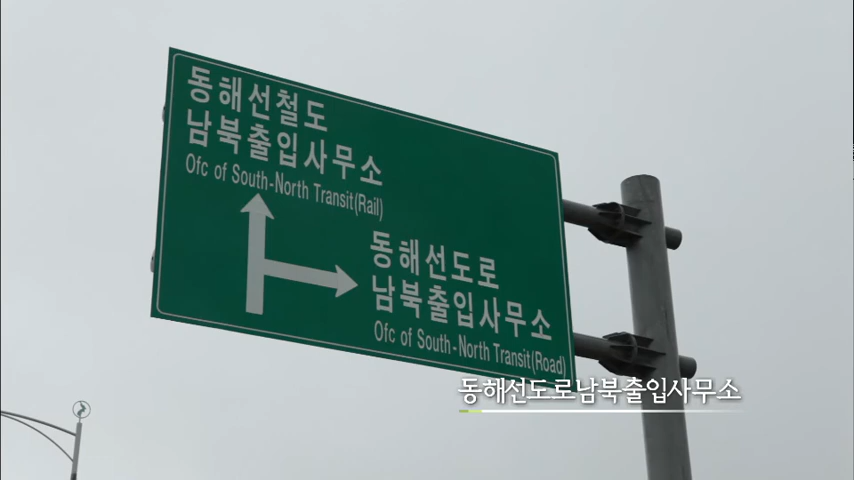 동해선철도
남북출입사무소
Ofc of South-North Transit(Rail)
동해선도로
남북출입사무소
Ofc of South-North Transit(Road)
동해선도로남북출입사무소